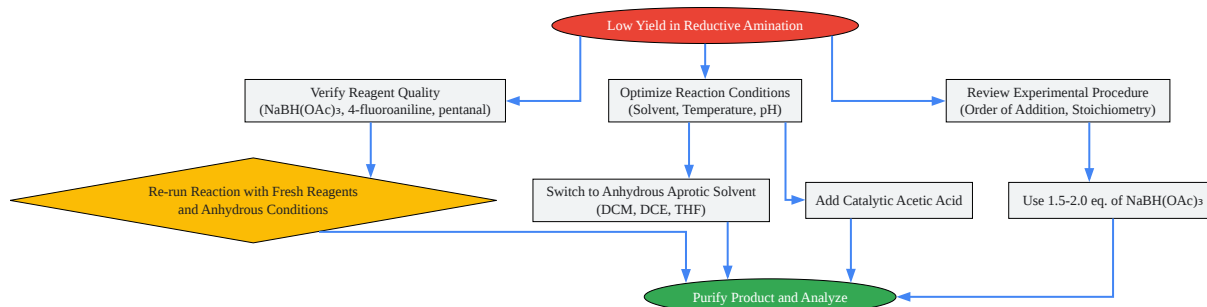 Low Yield in Reductive Amination
Verify Reagent Quality
(NaBH(OAc)₃, 4-fluoroaniline, pentanal)
Optimize Reaction Conditions
(Solvent, Temperature, pH)
Review Experimental Procedure
(Order of Addition, Stoichiometry)
Re-run Reaction with Fresh Reagents
and Anhydrous Conditions
Switch to Anhydrous Aprotic Solvent
(DCM, DCE, THF)
Add Catalytic Acetic Acid
Use 1.5-2.0 eq. of NaBH(OAc)₃
Purify Product and Analyze